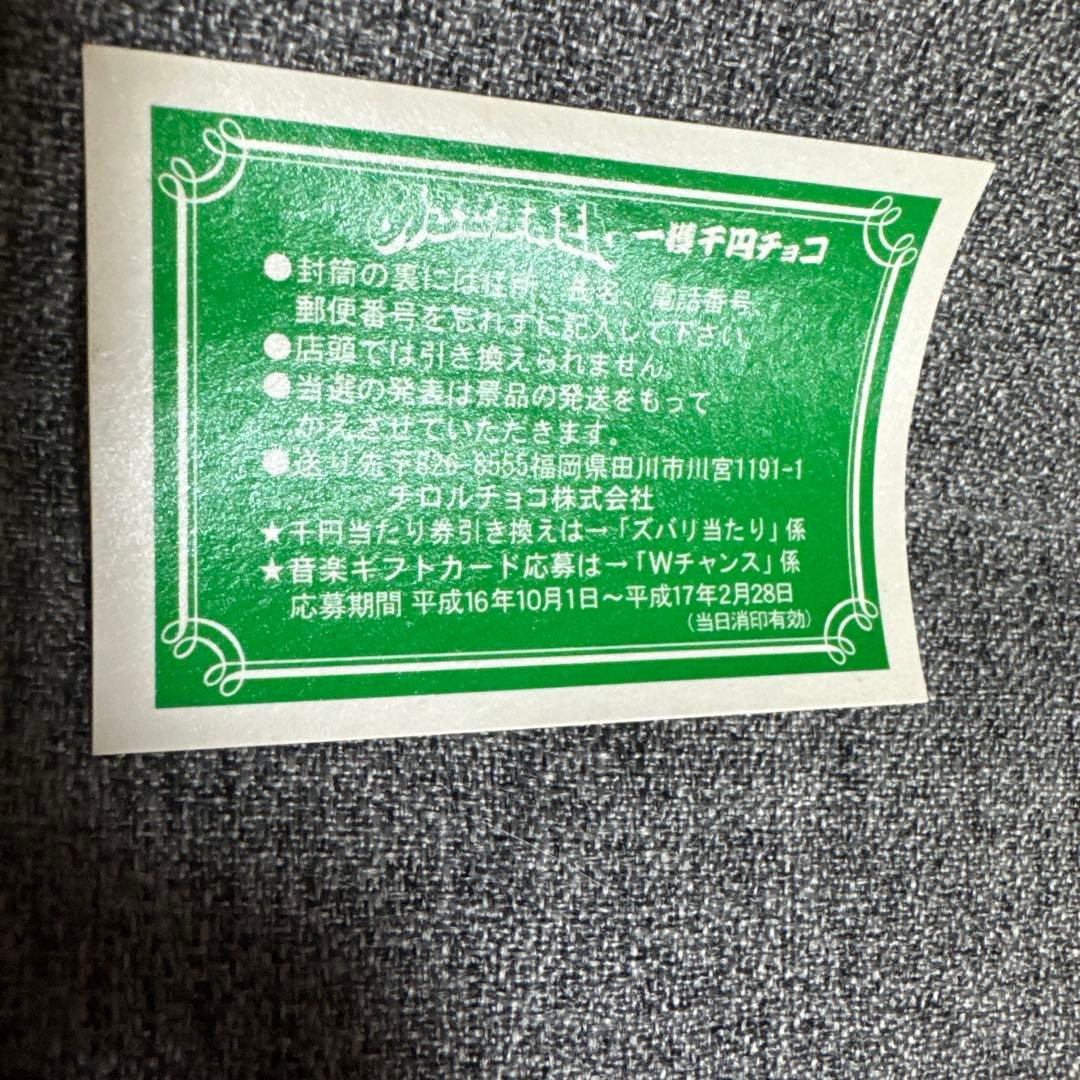 一攫千円チョコ
●封筒の裏には住所、氏名、電話番号、
郵便番号を忘れずに記入して下さい。
●店頭では引き換えられません。
●当選の発表は景品の発送をもって
かえさせていただきます。
●送り先〒826-8555福岡県田川市川宮1191-1
チロルチョコ株式会社
★千円当たり券引き換えは→「ズバリ当たり」係
★音楽ギフトカード応募は→「Wチャンス」係
応募期間 平成16年10月1日〜平成17年2月28日
(当日消印有効)